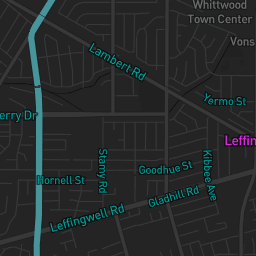 Whittwood
Town Center
Vons
Lambert Rd
Yermo St
erry Dr
Leffin
Stamy Rd
Goodhue St
Kibbee Ave
Hornell St
Gladhill Rd
Leffingwell Rd